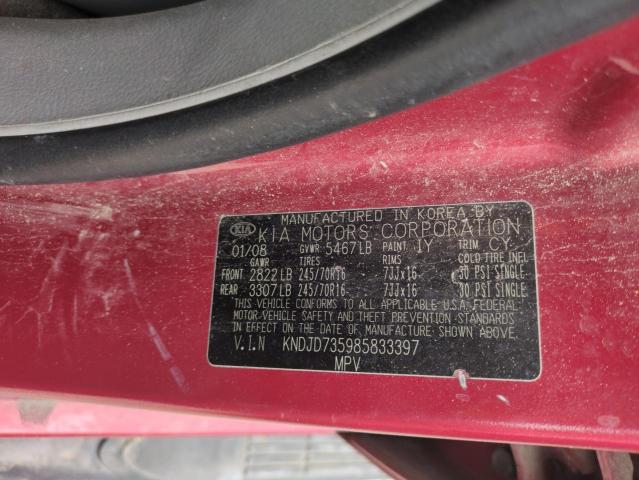 MANUFACTURED IN KOREA BY
KIA KIA MOTORS CORPORATION
01/08 GVWR 5467LB PAINT IY TRIM CY
GAWR TIRES RIMS COLD TIRE INFL
FRONT 2822LB 245/70R16 7JJx16 30 PSI SINGLE
REAR 3307LB 245/70R16 7JJx16 30 PSI SINGLE
THIS VEHICLE CONFORMS TO ALL APPLICABLE U.S.A. FEDERAL
MOTOR VEHICLE SAFETY AND THEFT PREVENTION STANDARDS
IN EFFECT ON THE DATE OF MANUFACTURE SHOWN ABOVE.
V.I.N KNDJD735985833397
MPV